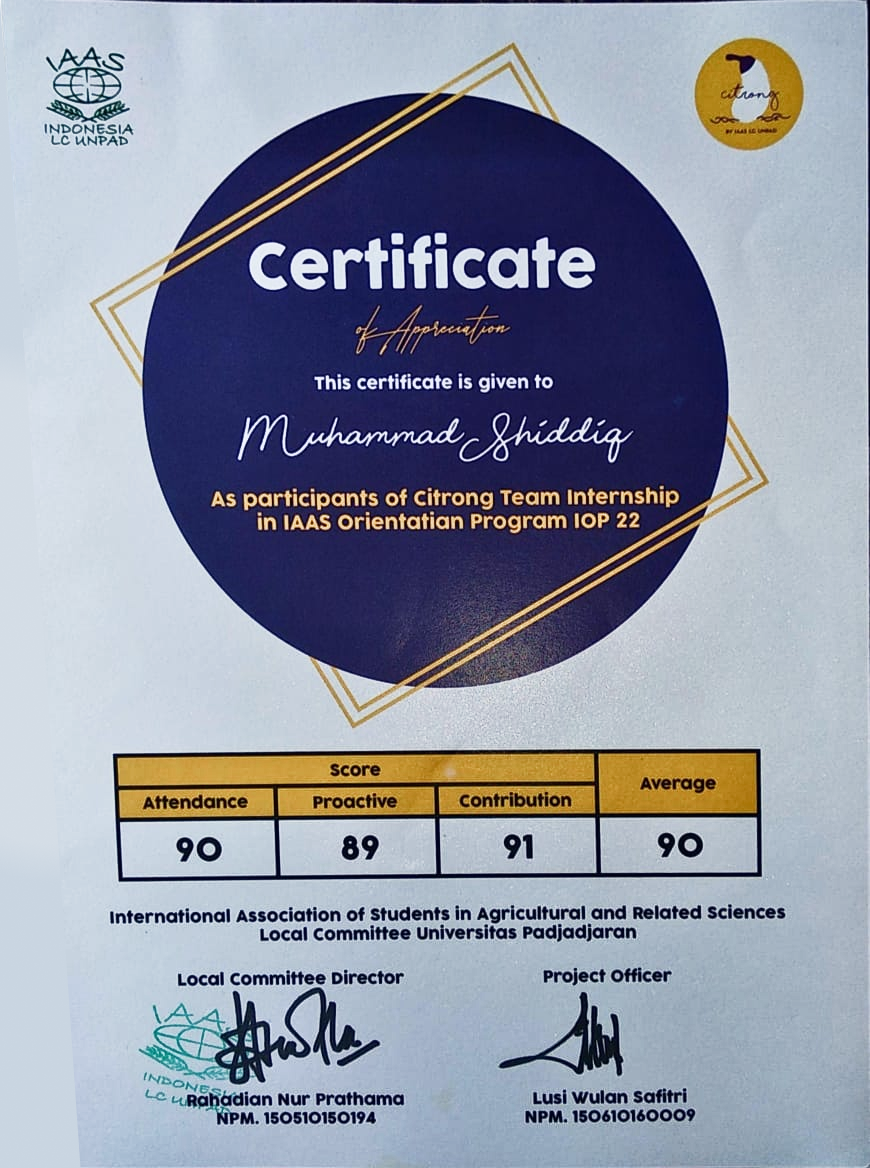 IAAS
INDONESIA
LC UNPAD
citrong
BY IAAS LC UNPAD
Certificate
of Appreciation
This certificate is given to
Muhammad Shiddiq
As participants of Citrong Team Internship
in IAAS Orientatian Program IOP 22
Score
Average
Attendance
Proactive
Contribution
90
89
91
90
International Association of Students in Agricultural and Related Sciences
Local Committee Universitas Padjadjaran
Local Committee Director
Project Officer
IAA
INDONESIA
LC UNPAD
Rahadian Nur Prathama
NPM. 150510150194
Lusi Wulan Safitri
NPM. 150610160009